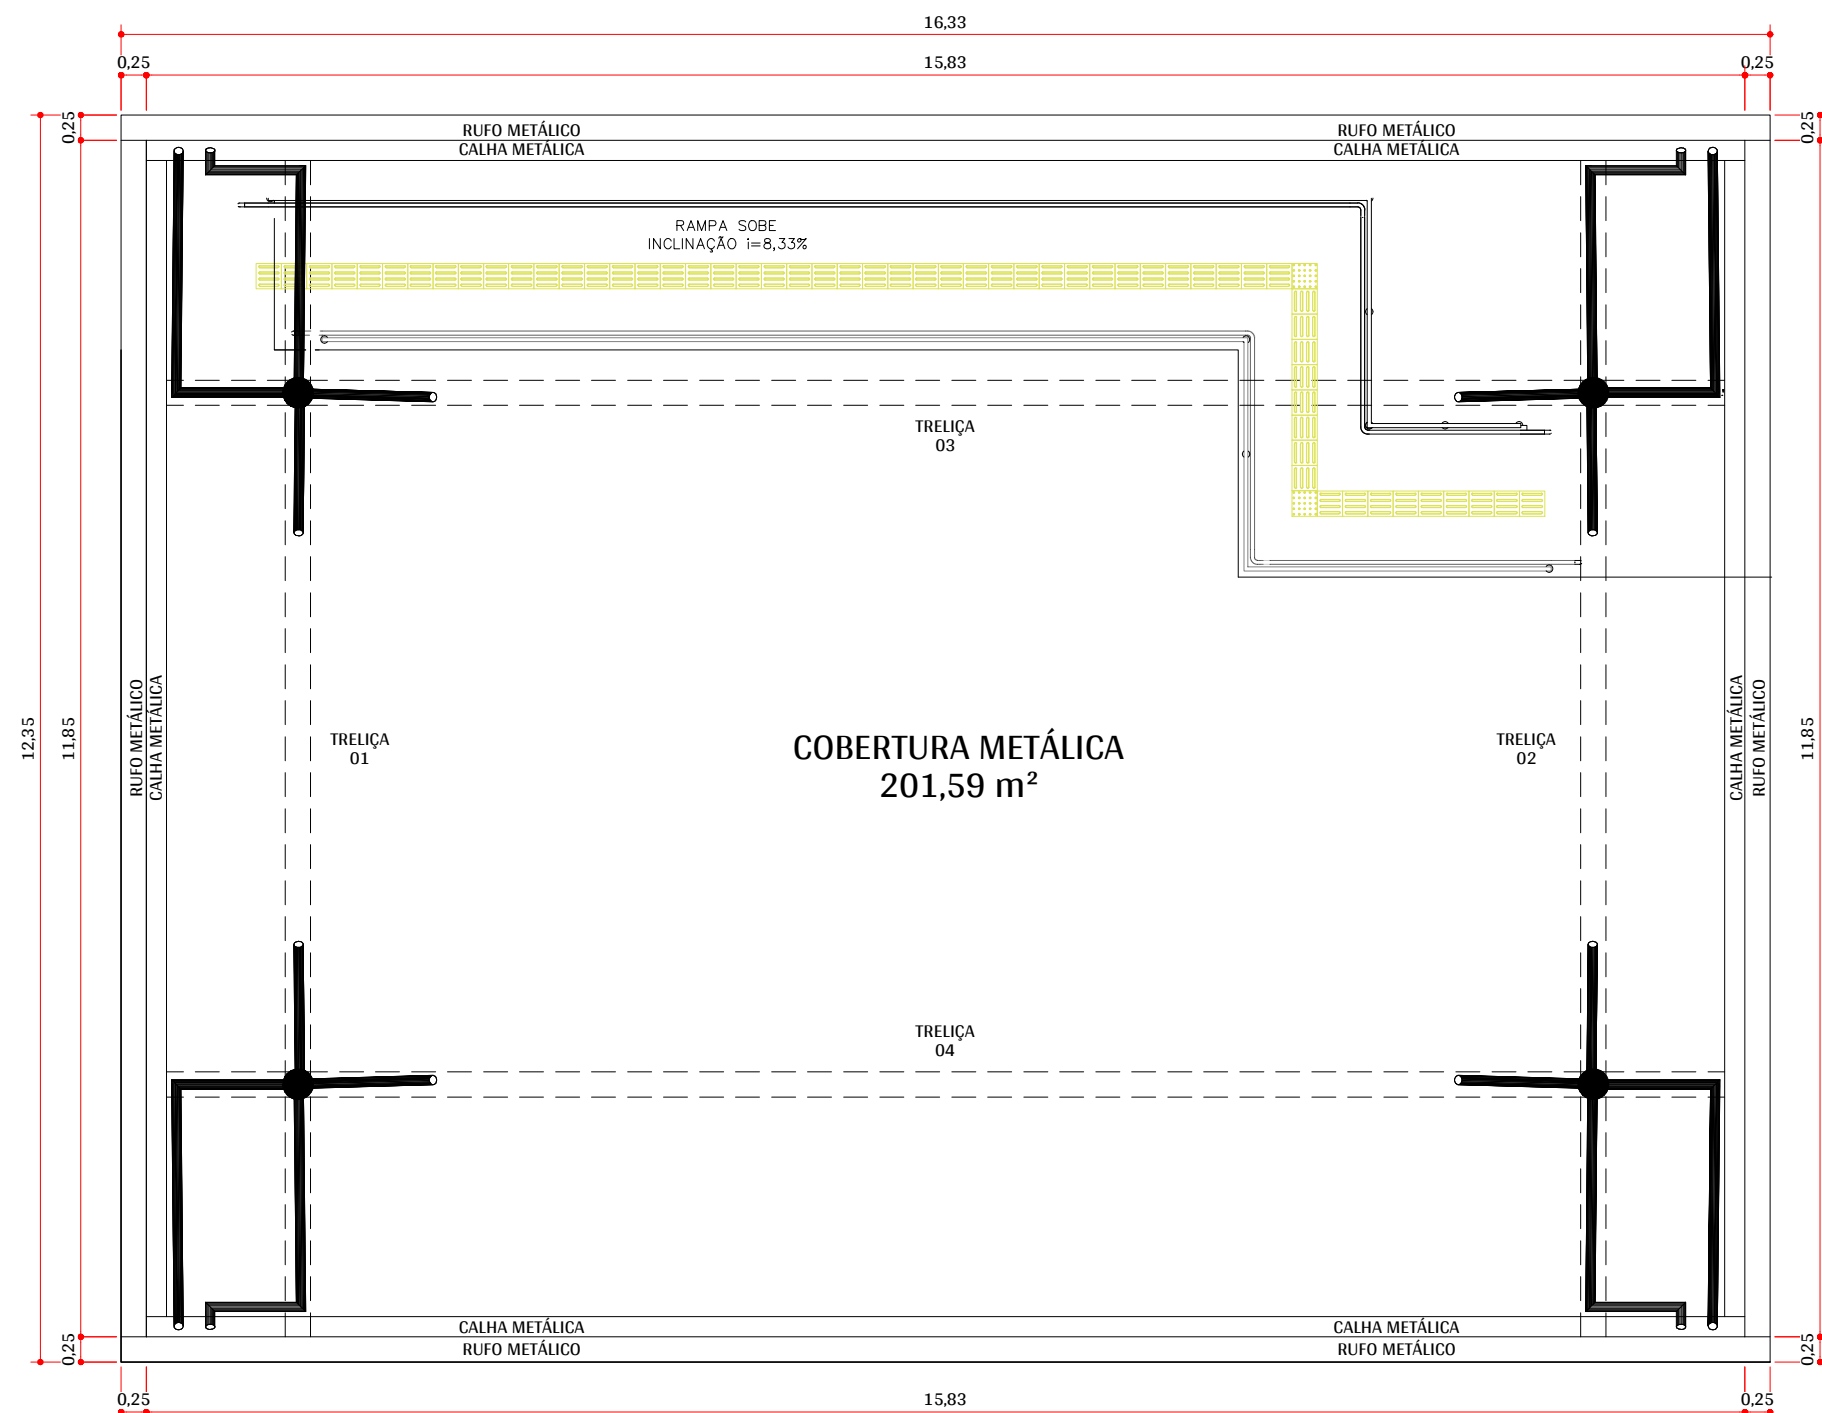 16,33
0,25 15,83 0,25
0,25 0,25
RUFO METÁLICO RUFO METÁLICO
CALHA METÁLICA CALHA METÁLICA
RAMPA SOBE
INCLINAÇÃO i=8,33%
TRELIÇA
03
12,35
11,85
RUFO METÁLICO
CALHA METÁLICA
TRELIÇA
01
COBERTURA METÁLICA
201,59 m²
TRELIÇA
02
CALHA METÁLICA
RUFO METÁLICO
11,85
TRELIÇA
04
CALHA METÁLICA CALHA METÁLICA
RUFO METÁLICO RUFO METÁLICO
0,25 0,25
0,25 15,83 0,25